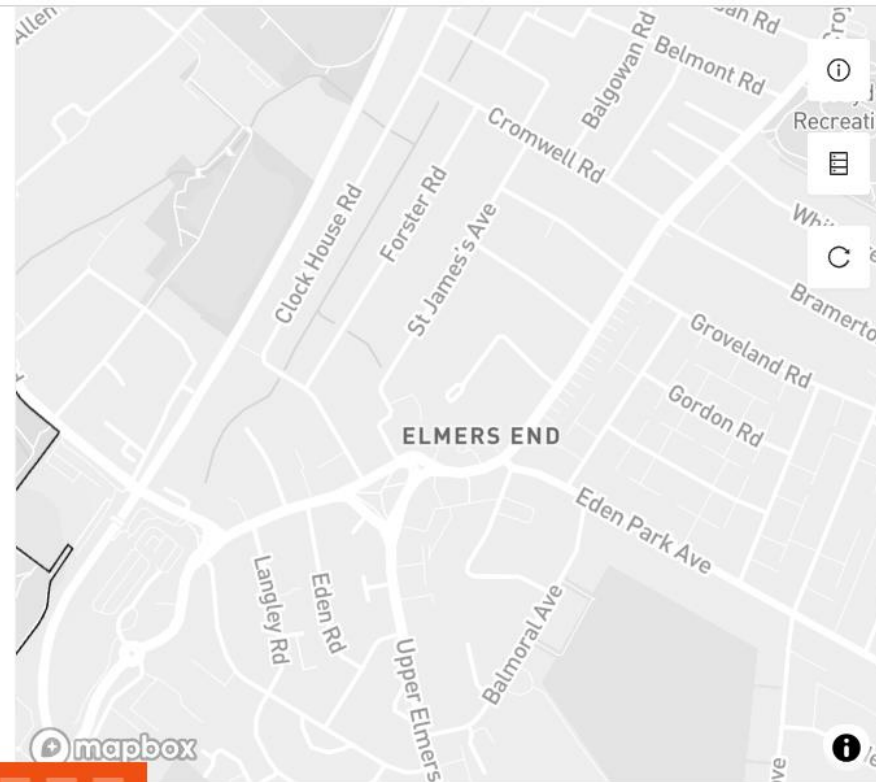 Allen
Belmont Rd
Balgowan Rd
Recreati
Cromwell Rd
Clock House Rd
Forster Rd
St James's Ave
Bramerto
Groveland Rd
Gordon Rd
ELMERS END
Eden Park Ave
Langley Rd
Eden Rd
Upper Elmers
Balmoral Ave
mapbox